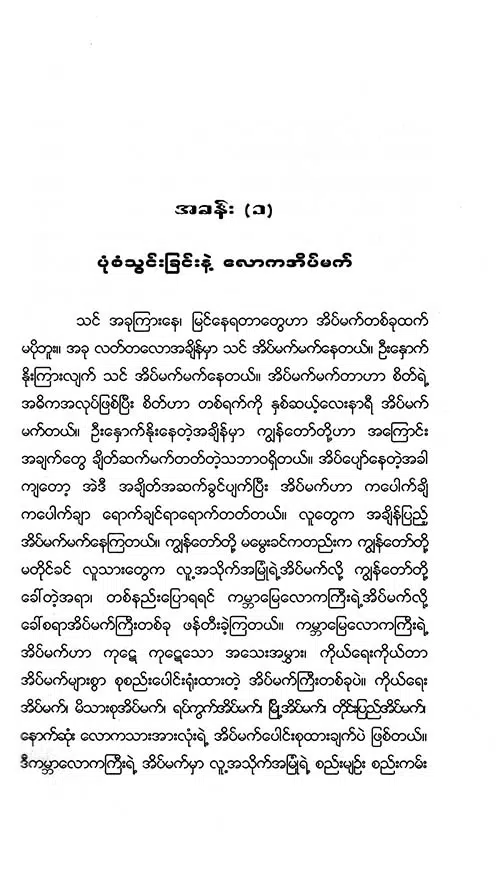 အခန်း (၁)
ပုံစံသွင်းခြင်းနဲ့ လောကအိပ်မက်
သင် အခုကြားနေ၊ မြင်နေရတာတွေဟာ အိပ်မက်တစ်ခုထက်
မပိုဘူး။ အခု လတ်တလောအချိန်မှာ သင် အိပ်မက်မက်နေတယ်။ ဦးနှောက်
နိုးကြားလျက် သင် အိပ်မက်မက်နေတယ်။ အိပ်မက်မက်တာဟာ စိတ်ရဲ့
အဓိကအလုပ်ဖြစ်ပြီး စိတ်ဟာ တစ်ရက်ကို နှစ်ဆယ့်လေးနာရီ အိပ်မက်
မက်တယ်။ ဦးနှောက်နိုးနေတဲ့အချိန်မှာ ကျွန်တော်တို့ဟာ အကြောင်း
အချက်တွေ ချိတ်ဆက်မက်တတ်တဲ့သဘာဝရှိတယ်။ အိပ်ပျော်နေတဲ့အခါ
ကျတော့ အဲဒီ အချိတ်အဆက်ခွင်ပျက်ပြီး အိပ်မက်ဟာ ကပေါက်ချိ
ကပေါက်ချာ ရောက်ချင်ရာရောက်တတ်တယ်။ လူတွေက အချိန်ပြည့်
အိပ်မက်မက်နေကြတယ်။ ကျွန်တော်တို့ မမွေးခင်ကတည်းက ကျွန်တော်တို့
မတိုင်ခင် လူသားတွေက လူ့အသိုက်အမြုံရဲ့အိပ်မက်လို့ ကျွန်တော်တို့
ခေါ်တဲ့အရာ၊ တစ်နည်းပြောရရင် ကမ္ဘာမြေလောကကြီးရဲ့အိပ်မက်လို့
ခေါ်စရာအိပ်မက်ကြီးတစ်ခု ဖန်တီးခဲ့ကြတယ်။ ကမ္ဘာမြေလောကကြီးရဲ့
အိပ်မက်ဟာ ကုဋေ ကုဋေသော အသေးအမွှား၊ ကိုယ်ရေးကိုယ်တာ
အိပ်မက်များစွာ စုစည်းပေါင်းရုံးထားတဲ့ အိပ်မက်ကြီးတစ်ခုပဲ။ ကိုယ်ရေး
အိပ်မက်၊ မိသားစုအိပ်မက်၊ ရပ်ကွက်အိပ်မက်၊ မြို့အိပ်မက်၊ တိုင်းပြည်အိပ်မက်၊
နောက်ဆုံး လောကသားအားလုံးရဲ့ အိပ်မက်ပေါင်းစုထားချက်ပဲ ဖြစ်တယ်။
ဒီကမ္ဘာလောကကြီးရဲ့ အိပ်မက်မှာ လူ့အသိုက်အမြုံရဲ့ စည်းမျဉ်း စည်းကမ်း